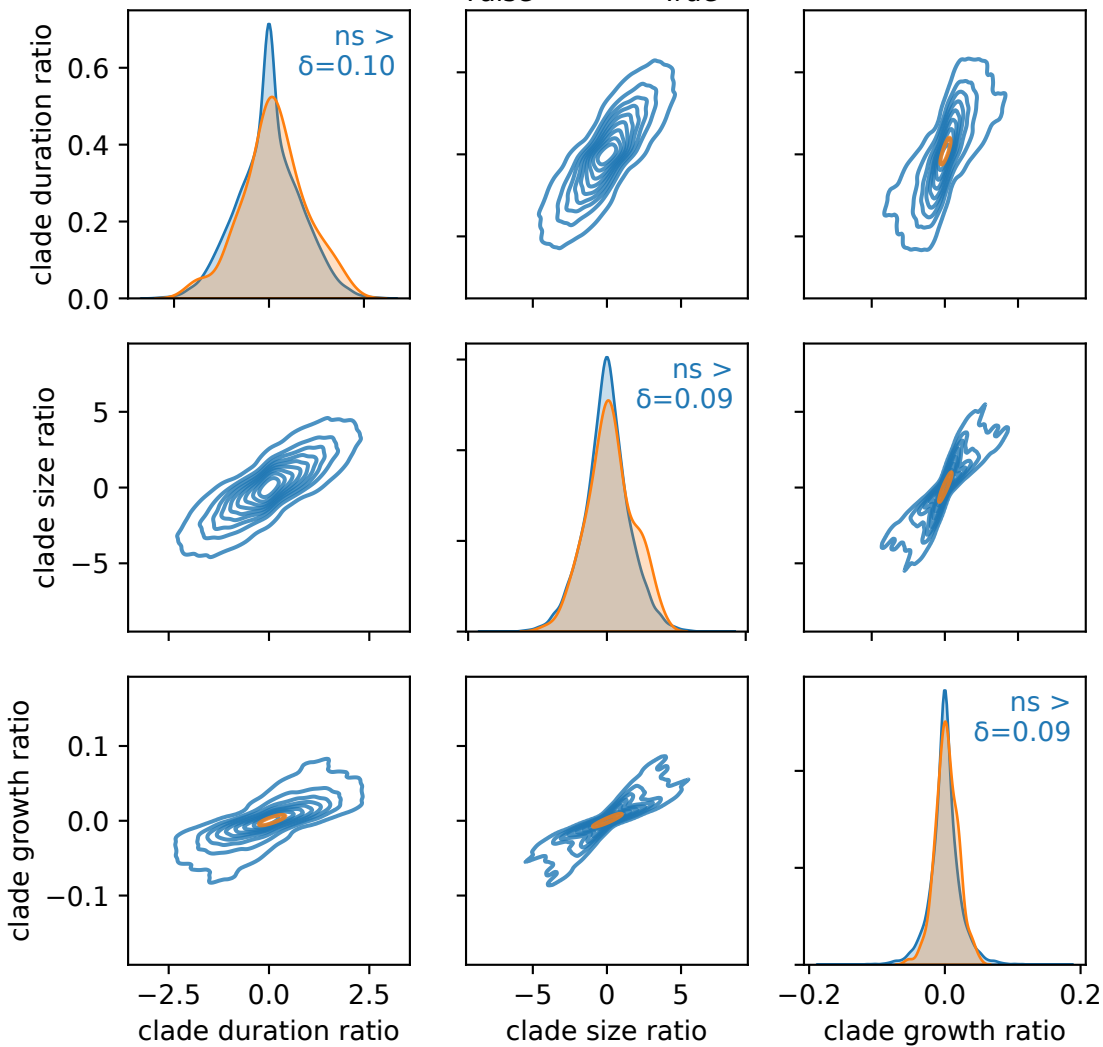 clade duration ratio
0.6
0.4
0.2
0.0
ns >
δ=0.10
clade size ratio
5
0
−5
ns >
δ=0.09
clade growth ratio
0.1
0.0
−0.1
ns >
δ=0.09
−2.5 0.0 2.5
−5 0 5
−0.2 0.0 0.2
clade duration ratio
clade size ratio
clade growth ratio